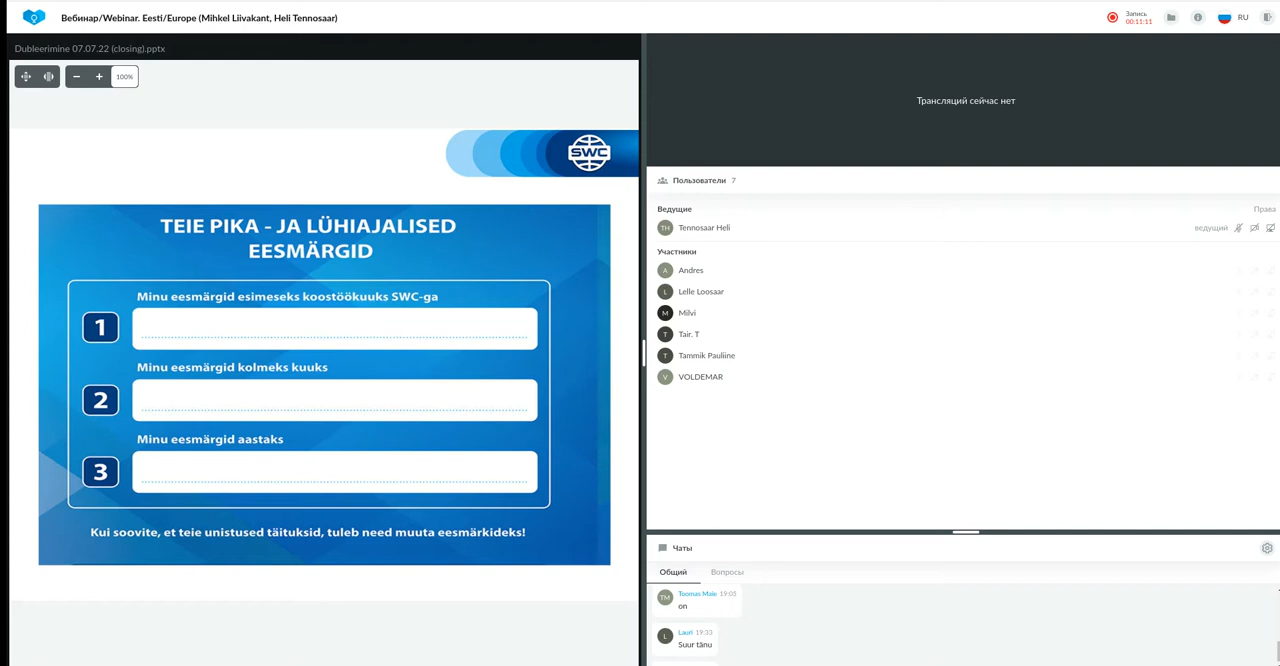 Вебинар/Webinar. Eesti/Europe (Mihkel Liivakant, Heli Tennosaar)
Запись
00:11:11
RU
Dubleerimine 07.07.22 (closing).pptx
100%
SWC
TEIE PIKA - JA LÜHIAJALISED
EESMÄRGID
Minu eesmärgid esimeseks koostöökuuks SWC-ga
1
Minu eesmärgid kolmeks kuuks
2
Minu eesmärgid aastaks
3
Kui soovite, et teie unistused täituksid, tuleb need muuta eesmärkideks!
Трансляций сейчас нет
Пользователи 7
Ведущие Права
TH Tennosaar Heli ведущий
Участники
A Andres
L Lelle Loosaar
M Milvi
T Tair. T
T Tammik Pauliine
V VOLDEMAR
Чаты
Общий Вопросы
TM Toomas Maie 19:05
on
L Lauri 19:33
Suur tänu